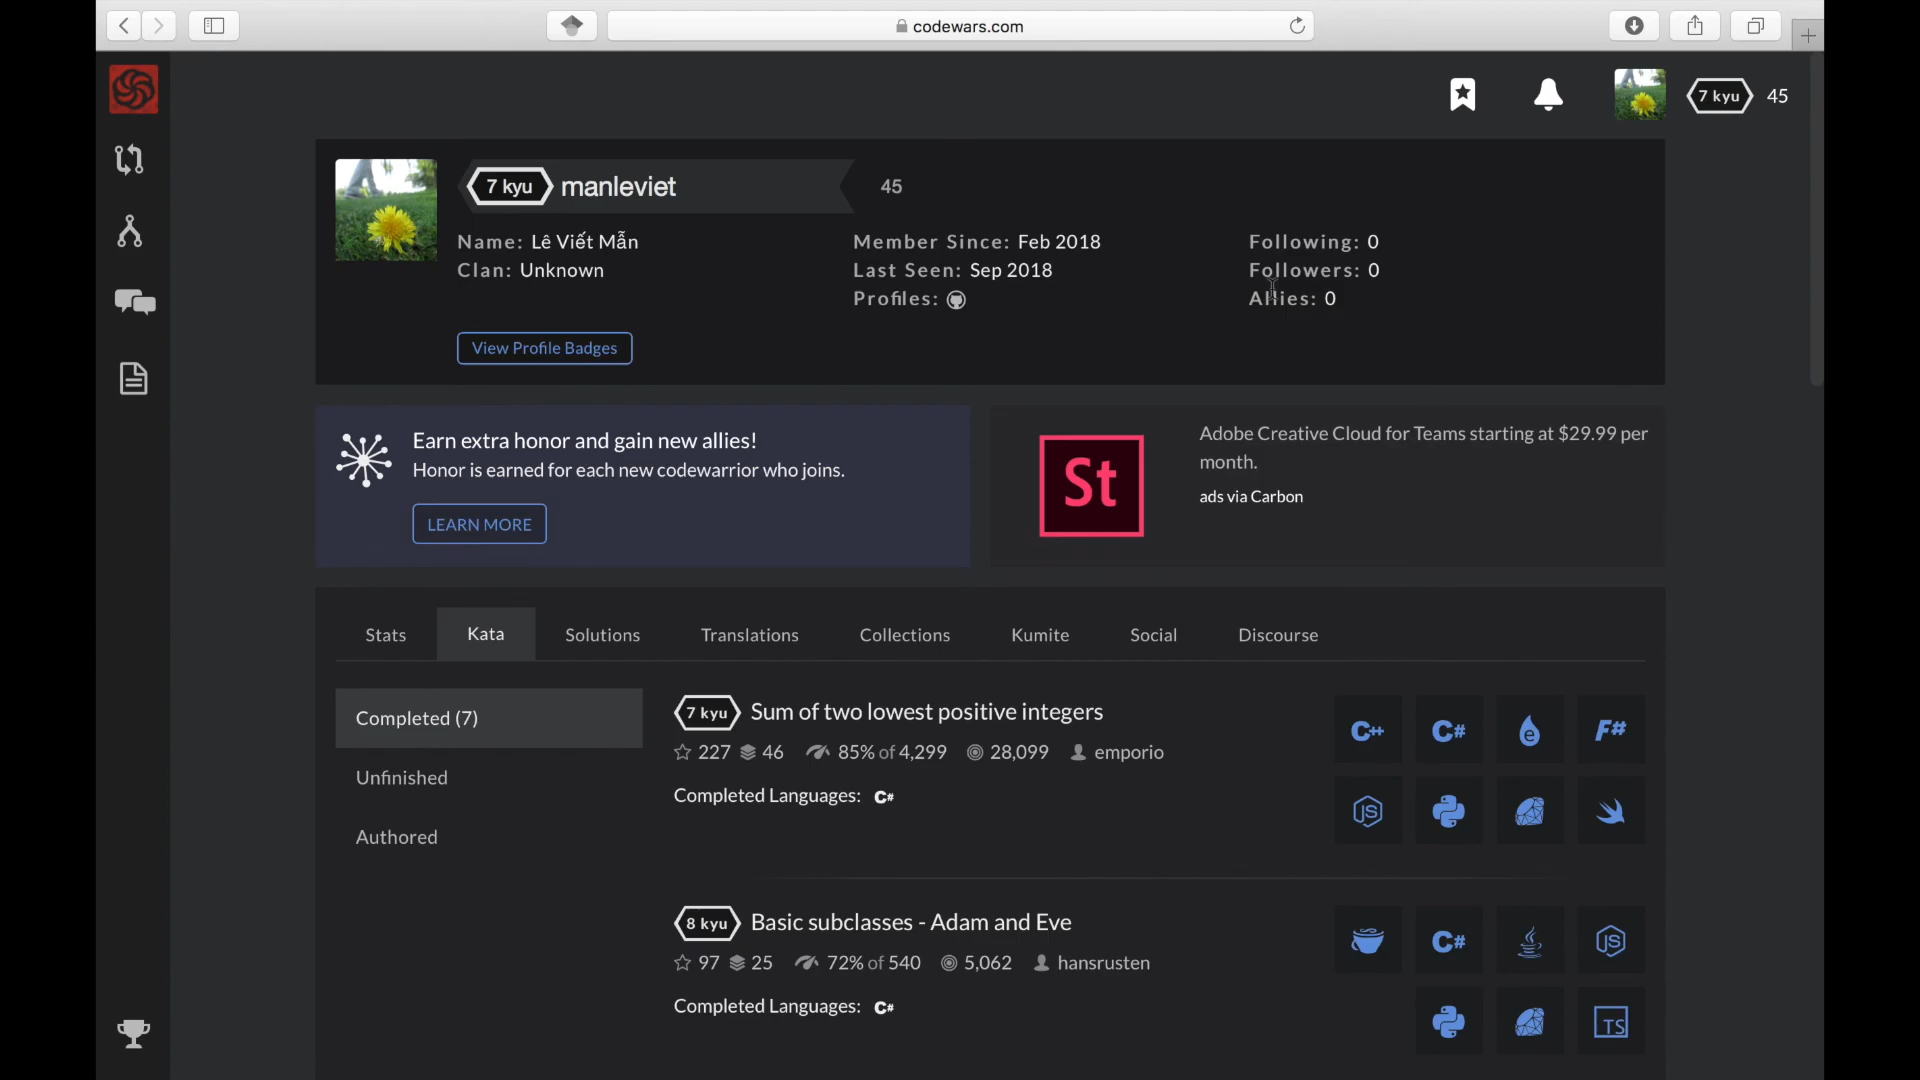 codewars.com
7 kyu 45
7 kyu manleviet 45
Name: Lê Viết Mẫn
Clan: Unknown
Member Since: Feb 2018
Last Seen: Sep 2018
Profiles:
Following: 0
Followers: 0
Allies: 0
View Profile Badges
Earn extra honor and gain new allies!
Honor is earned for each new codewarrior who joins.
LEARN MORE
St
Adobe Creative Cloud for Teams starting at $29.99 per
month.
ads via Carbon
Stats Kata Solutions Translations Collections Kumite Social Discourse
Completed (7)
Unfinished
Authored
7 kyu Sum of two lowest positive integers
227 46 85% of 4,299 28,099 emporio
Completed Languages: C#
C++ C# e F#
JS
8 kyu Basic subclasses - Adam and Eve
97 25 72% of 540 5,062 hansrusten
Completed Languages: C#
C# JS
TS